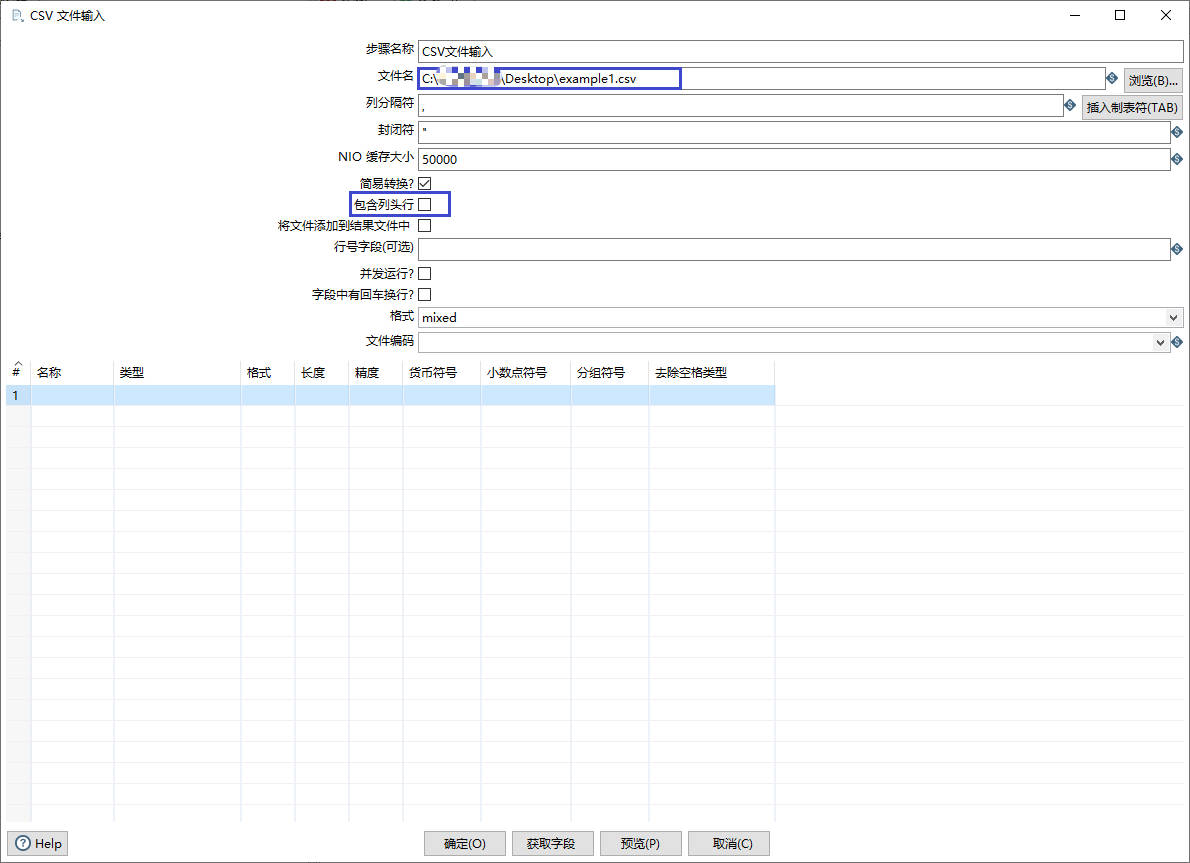 CSV 文件输入
步骤名称 CSV文件输入
文件名 C:\ \Desktop\example1.csv 浏览(B)...
列分隔符 , 插入制表符(TAB)
封闭符 "
NIO 缓存大小 50000
简易转换?
包含列头行
将文件添加到结果文件中
行号字段(可选)
并发运行?
字段中有回车换行?
格式 mixed
文件编码
# 名称 类型 格式 长度 精度 货币符号 小数点符号 分组符号 去除空格类型
1
Help 确定(O) 获取字段 预览(P) 取消(C)